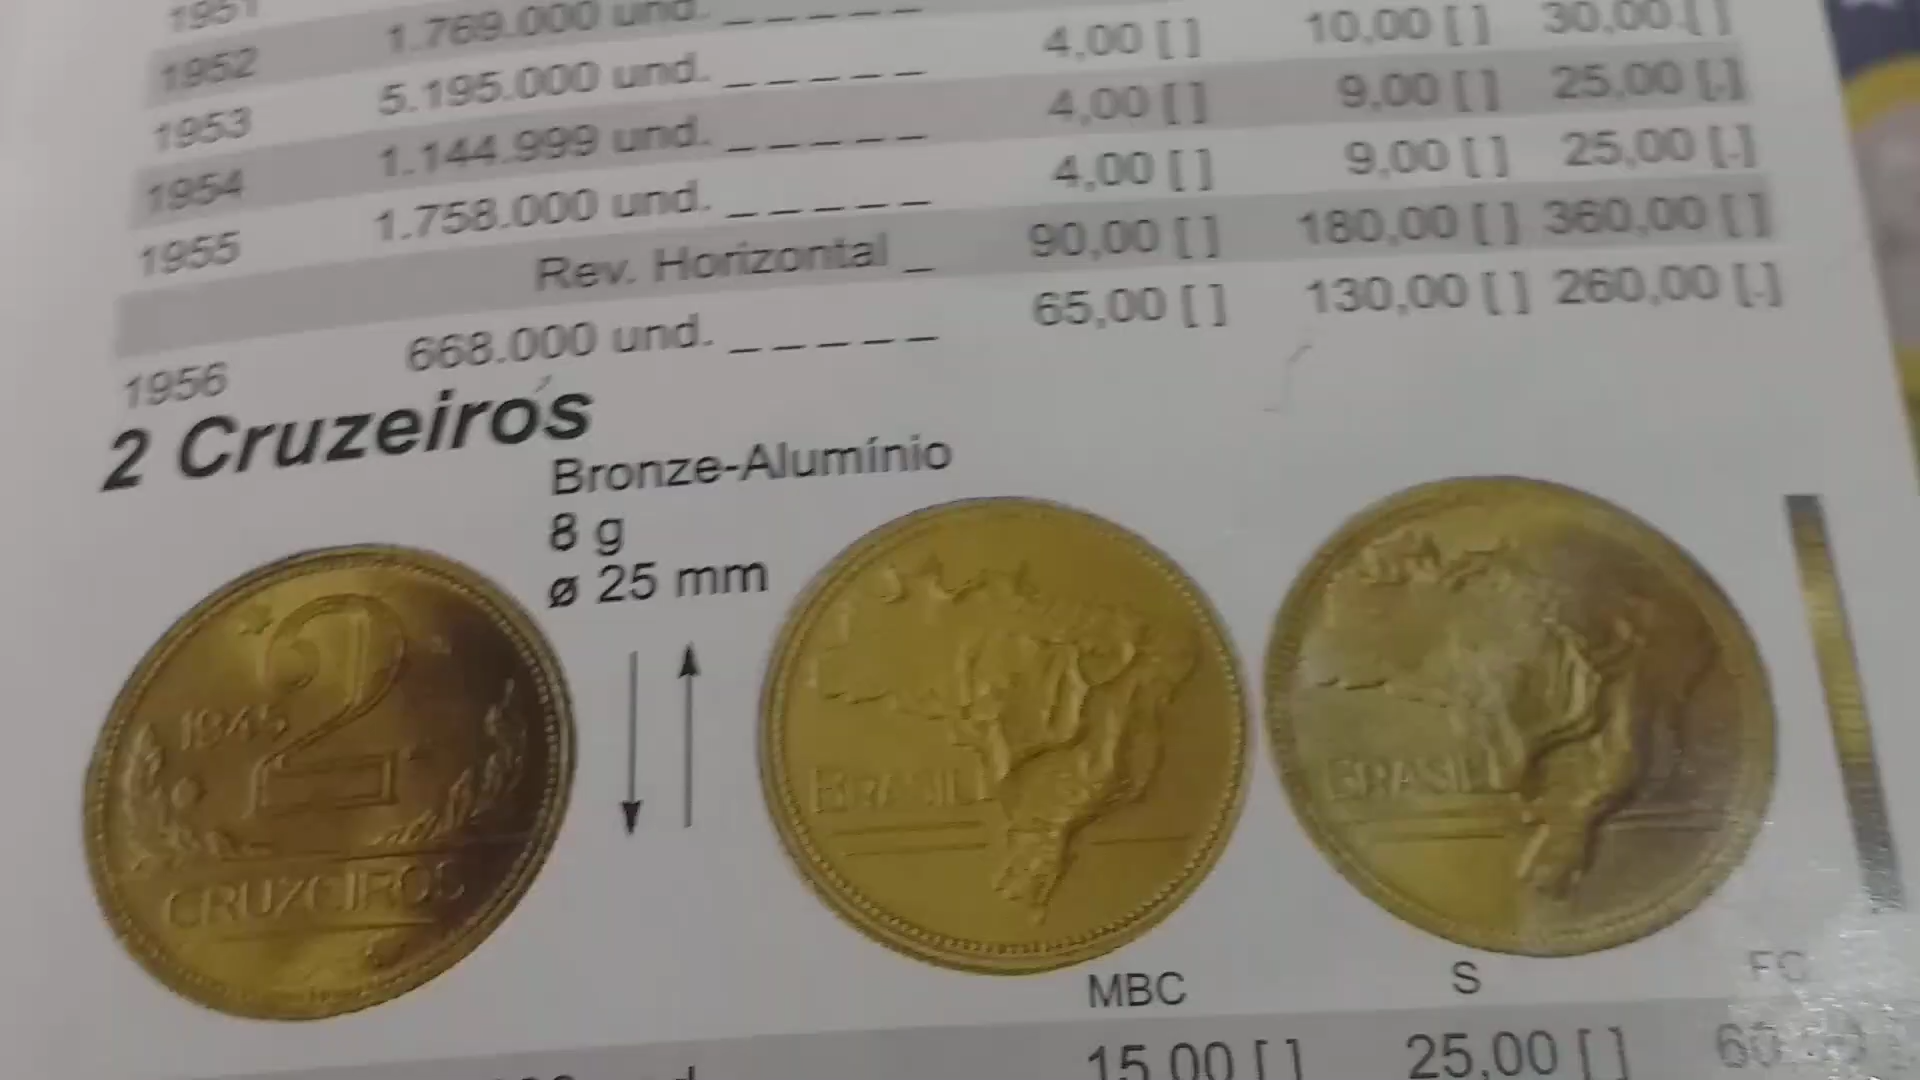 1951 1.769.000 und. _ _ _ _ _ 4,00 [ ] 10,00 [ ] 30,00 [ ]
1952 5.195.000 und. _ _ _ _ _ 4,00 [ ] 9,00 [ ] 25,00 [.]
1953 1.144.999 und. _ _ _ _ _ 4,00 [ ] 9,00 [ ] 25,00 [.]
1954 1.758.000 und. _ _ _ _ _ 90,00 [ ] 180,00 [ ] 360,00 [ ]
1955 Rev. Horizontal _ 65,00 [ ] 130,00 [ ] 260,00 [.]
1956 668.000 und. _ _ _ _ _
2 Cruzeiros
Bronze-Alumínio
8 g
ø 25 mm
1945
2
CRUZEIROS
BRASIL
BRASIL
MBC S FC
und. 15,00 [ ] 25,00 [ ]